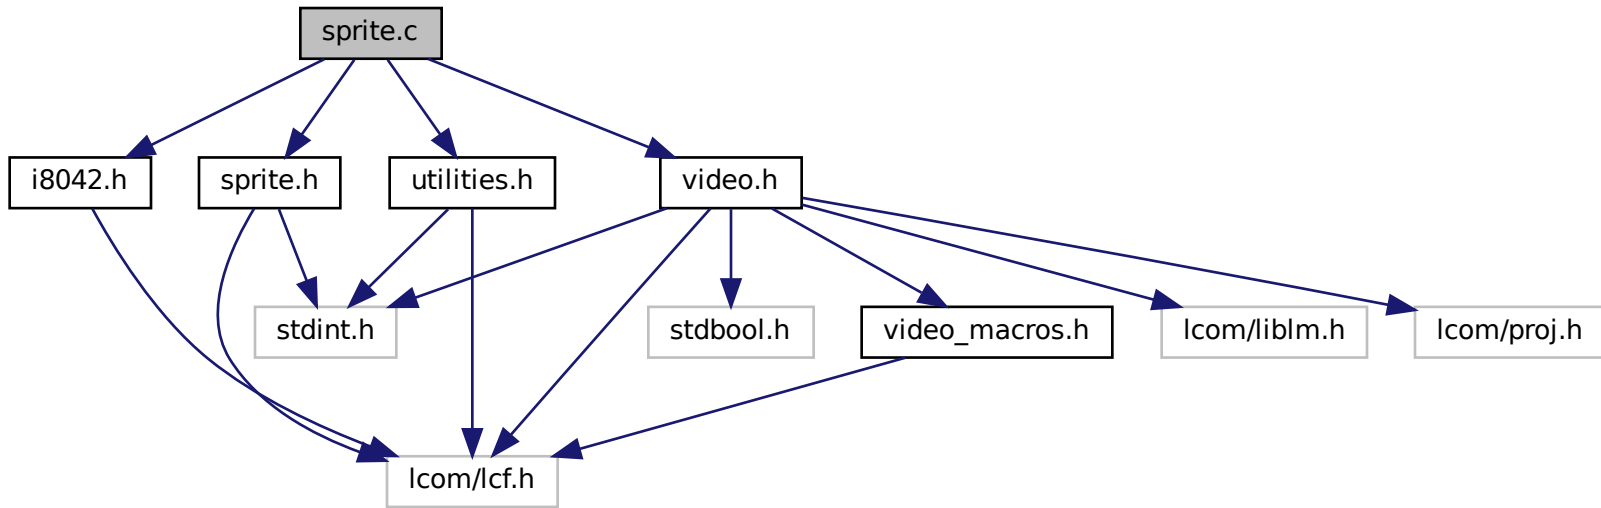 sprite.c
i8042.h
sprite.h
utilities.h
video.h
stdint.h
stdbool.h
video_macros.h
lcom/liblm.h
lcom/proj.h
lcom/lcf.h